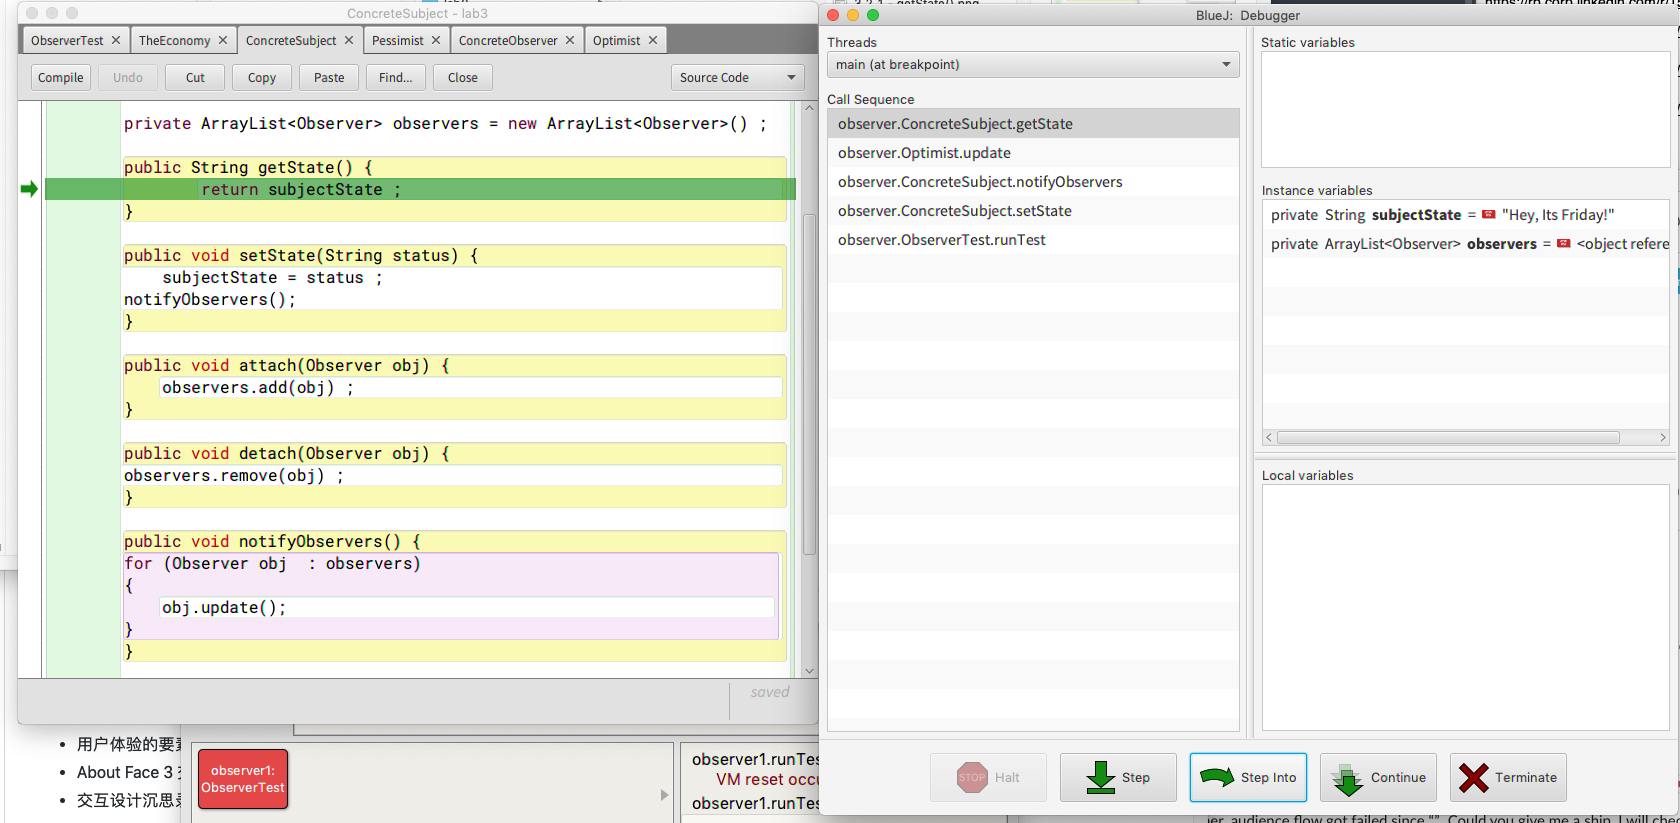 ConcreteSubject - lab3
ObserverTest
TheEconomy
ConcreteSubject
Pessimist
ConcreteObserver
Optimist
Compile
Undo
Cut
Copy
Paste
Find...
Close
Source Code
private ArrayList<Observer> observers = new ArrayList<Observer>() ;
public String getState() {
return subjectState ;
}
public void setState(String status) {
subjectState = status ;
notifyObservers();
}
public void attach(Observer obj) {
observers.add(obj) ;
}
public void detach(Observer obj) {
observers.remove(obj) ;
}
public void notifyObservers() {
for (Observer obj  : observers)
{
obj.update();
}
}
saved
用户体验的要
About Face 3
交互设计沉思
observer1:
ObserverTest
observer1.runTes
VM reset occu
observer1.runTes
BlueJ:  Debugger
Threads
main (at breakpoint)
Call Sequence
observer.ConcreteSubject.getState
observer.Optimist.update
observer.ConcreteSubject.notifyObservers
observer.ConcreteSubject.setState
observer.ObserverTest.runTest
Static variables
Instance variables
private String subjectState = "Hey, Its Friday!"
private ArrayList<Observer> observers = <object refere
Local variables
STOP Halt
Step
Step Into
Continue
Terminate
audience flow got failed since "". Could you give me a ship. I will